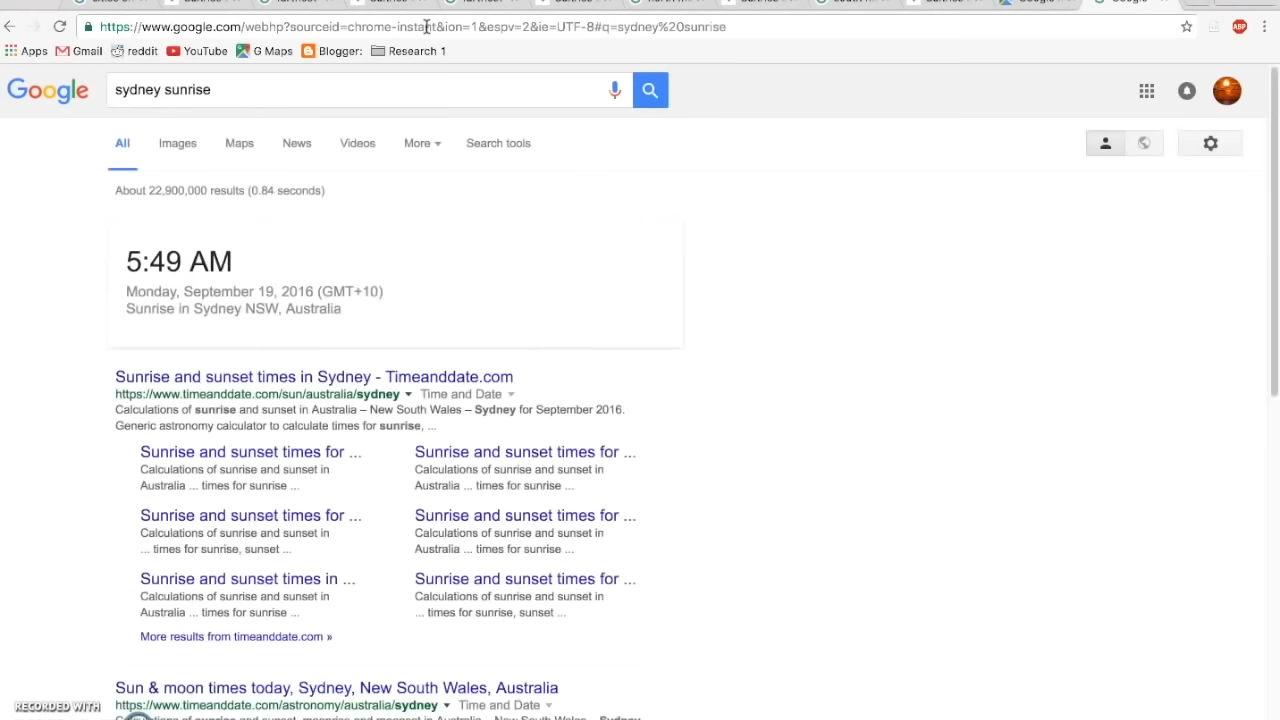 https://www.google.com/webhp?sourceid=chrome-instant&ion=1&espv=2&ie=UTF-8#q=sydney%20sunrise
ABP
Apps Gmail reddit YouTube G Maps Blogger: Research 1
Google sydney sunrise
All Images Maps News Videos More Search tools
About 22,900,000 results (0.84 seconds)
5:49 AM
Monday, September 19, 2016 (GMT+10)
Sunrise in Sydney NSW, Australia
Sunrise and sunset times in Sydney - Timeanddate.com
https://www.timeanddate.com/sun/australia/sydney Time and Date
Calculations of sunrise and sunset in Australia – New South Wales – Sydney for September 2016.
Generic astronomy calculator to calculate times for sunrise, ...
Sunrise and sunset times for ...
Calculations of sunrise and sunset in
Australia ... times for sunrise ...
Sunrise and sunset times for ...
Calculations of sunrise and sunset in
Australia ... times for sunrise ...
Sunrise and sunset times for ...
Calculations of sunrise and sunset in
... times for sunrise, sunset ...
Sunrise and sunset times for ...
Calculations of sunrise and sunset in
Australia ... times for sunrise ...
Sunrise and sunset times in ...
Calculations of sunrise and sunset in
Australia ... times for sunrise ...
Sunrise and sunset times for ...
Calculations of sunrise and sunset in
... times for sunrise, sunset ...
More results from timeanddate.com »
Sun & moon times today, Sydney, New South Wales, Australia
https://www.timeanddate.com/astronomy/australia/sydney Time and Date
RECORDED WITH